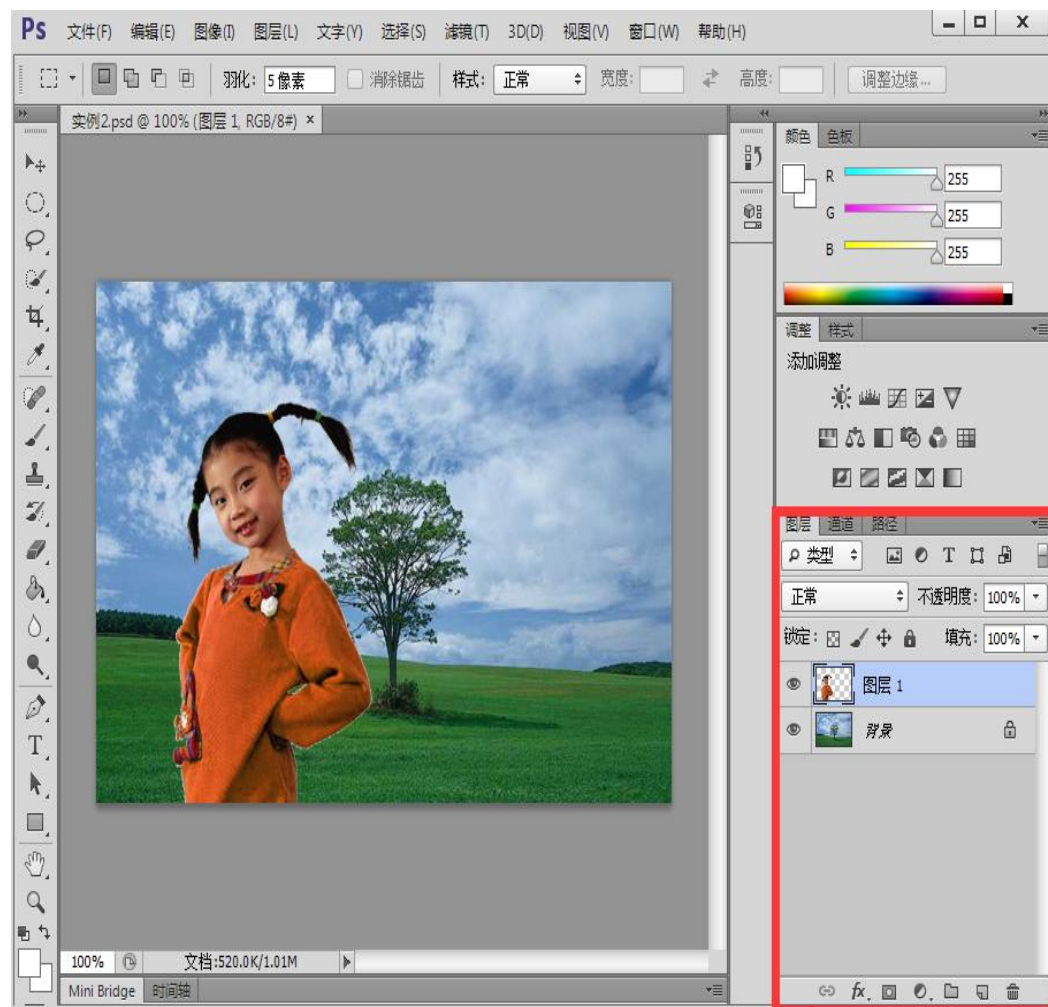 Ps 文件(F) 编辑(E) 图像(I) 图层(L) 文字(Y) 选择(S) 滤镜(T) 3D(D) 视图(V) 窗口(W) 帮助(H)
羽化: 5 像素 消除锯齿 样式: 正常 宽度: 高度: 调整边缘...
实例2.psd @ 100% (图层 1, RGB/8#) ×
颜色 色板
R 255
G 255
B 255
调整 样式
添加调整
图层 通道 路径
类型
正常 不透明度: 100%
锁定: 填充: 100%
图层 1
背景
100% 文档:520.0K/1.01M
Mini Bridge 时间轴
fx